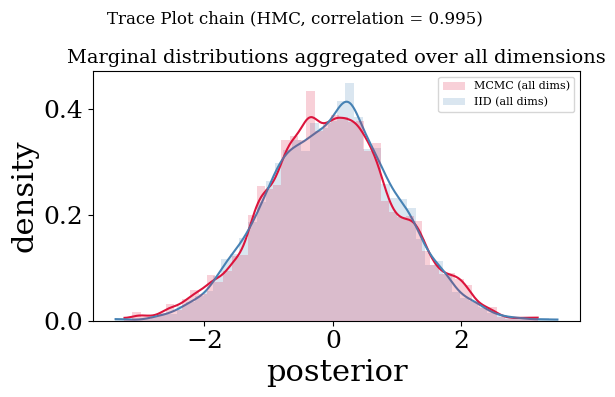 Trace Plot chain (HMC, correlation = 0.995)
Marginal distributions aggregated over all dimensions
MCMC (all dims)
IID (all dims)
density
0.4
0.2
0.0
−2
0
2
posterior